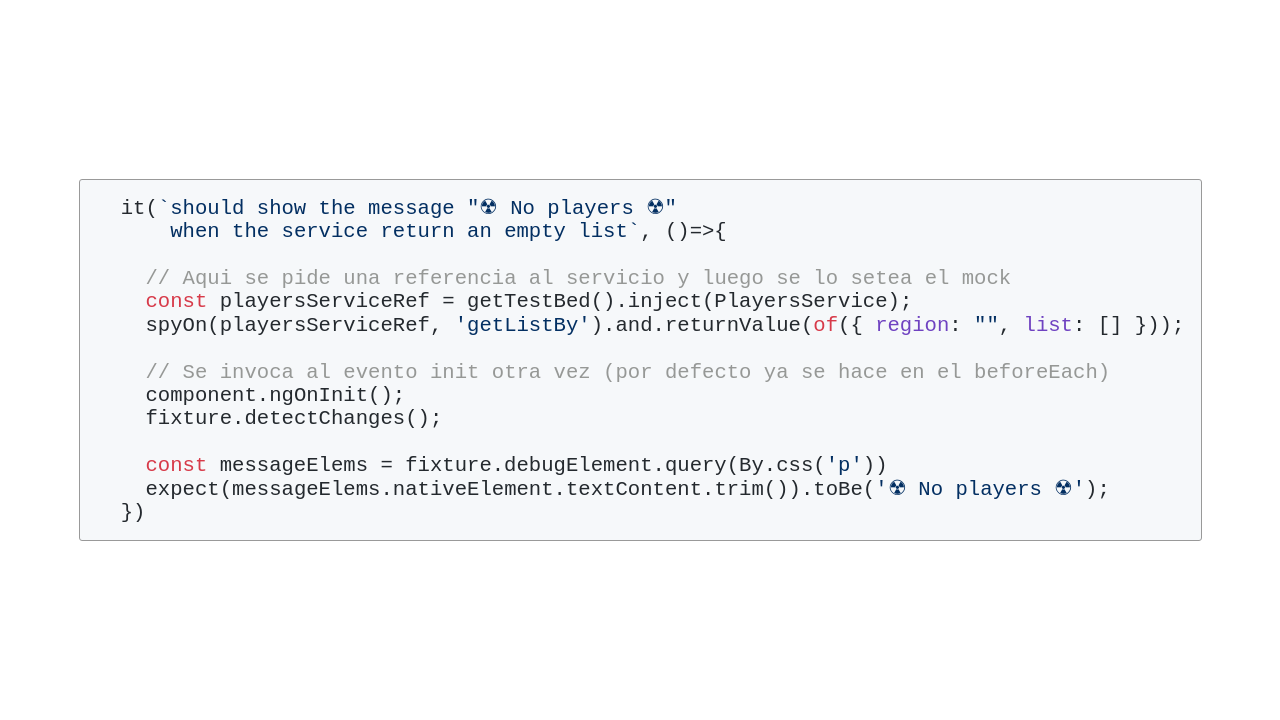 it(`should show the message "☢ No players ☢"
when the service return an empty list`, ()=>{
// Aqui se pide una referencia al servicio y luego se lo setea el mock
const playersServiceRef = getTestBed().inject(PlayersService);
spyOn(playersServiceRef, 'getListBy').and.returnValue(of({ region: "", list: [] }));
// Se invoca al evento init otra vez (por defecto ya se hace en el beforeEach)
component.ngOnInit();
fixture.detectChanges();
const messageElems = fixture.debugElement.query(By.css('p'))
expect(messageElems.nativeElement.textContent.trim()).toBe('☢ No players ☢');
})